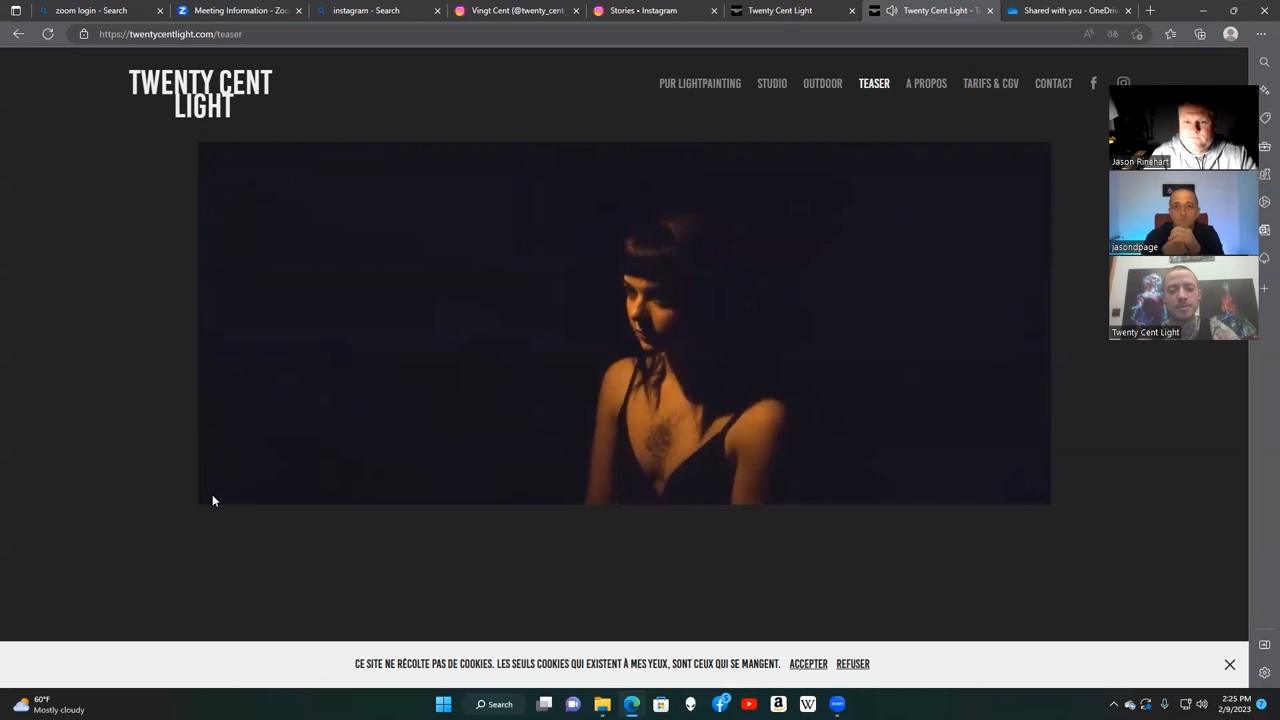 zoom login - Search
Meeting Information - Zoo
instagram - Search
Vingt Cent (@twenty_cent
Stories • Instagram
Twenty Cent Light
Twenty Cent Light - T
Shared with you - OneDriv
https://twentycentlight.com/teaser
TWENTY CENT
LIGHT
PUR LIGHTPAINTING
STUDIO
OUTDOOR
TEASER
A PROPOS
TARIFS & CGV
CONTACT
Jason Rinehart
jasondpage
Twenty Cent Light
CE SITE NE RÉCOLTE PAS DE COOKIES. LES SEULS COOKIES QUI EXISTENT À MES YEUX, SONT CEUX QUI SE MANGENT. ACCEPTER REFUSER
60°F
Mostly cloudy
Search
2:25 PM
2/9/2023